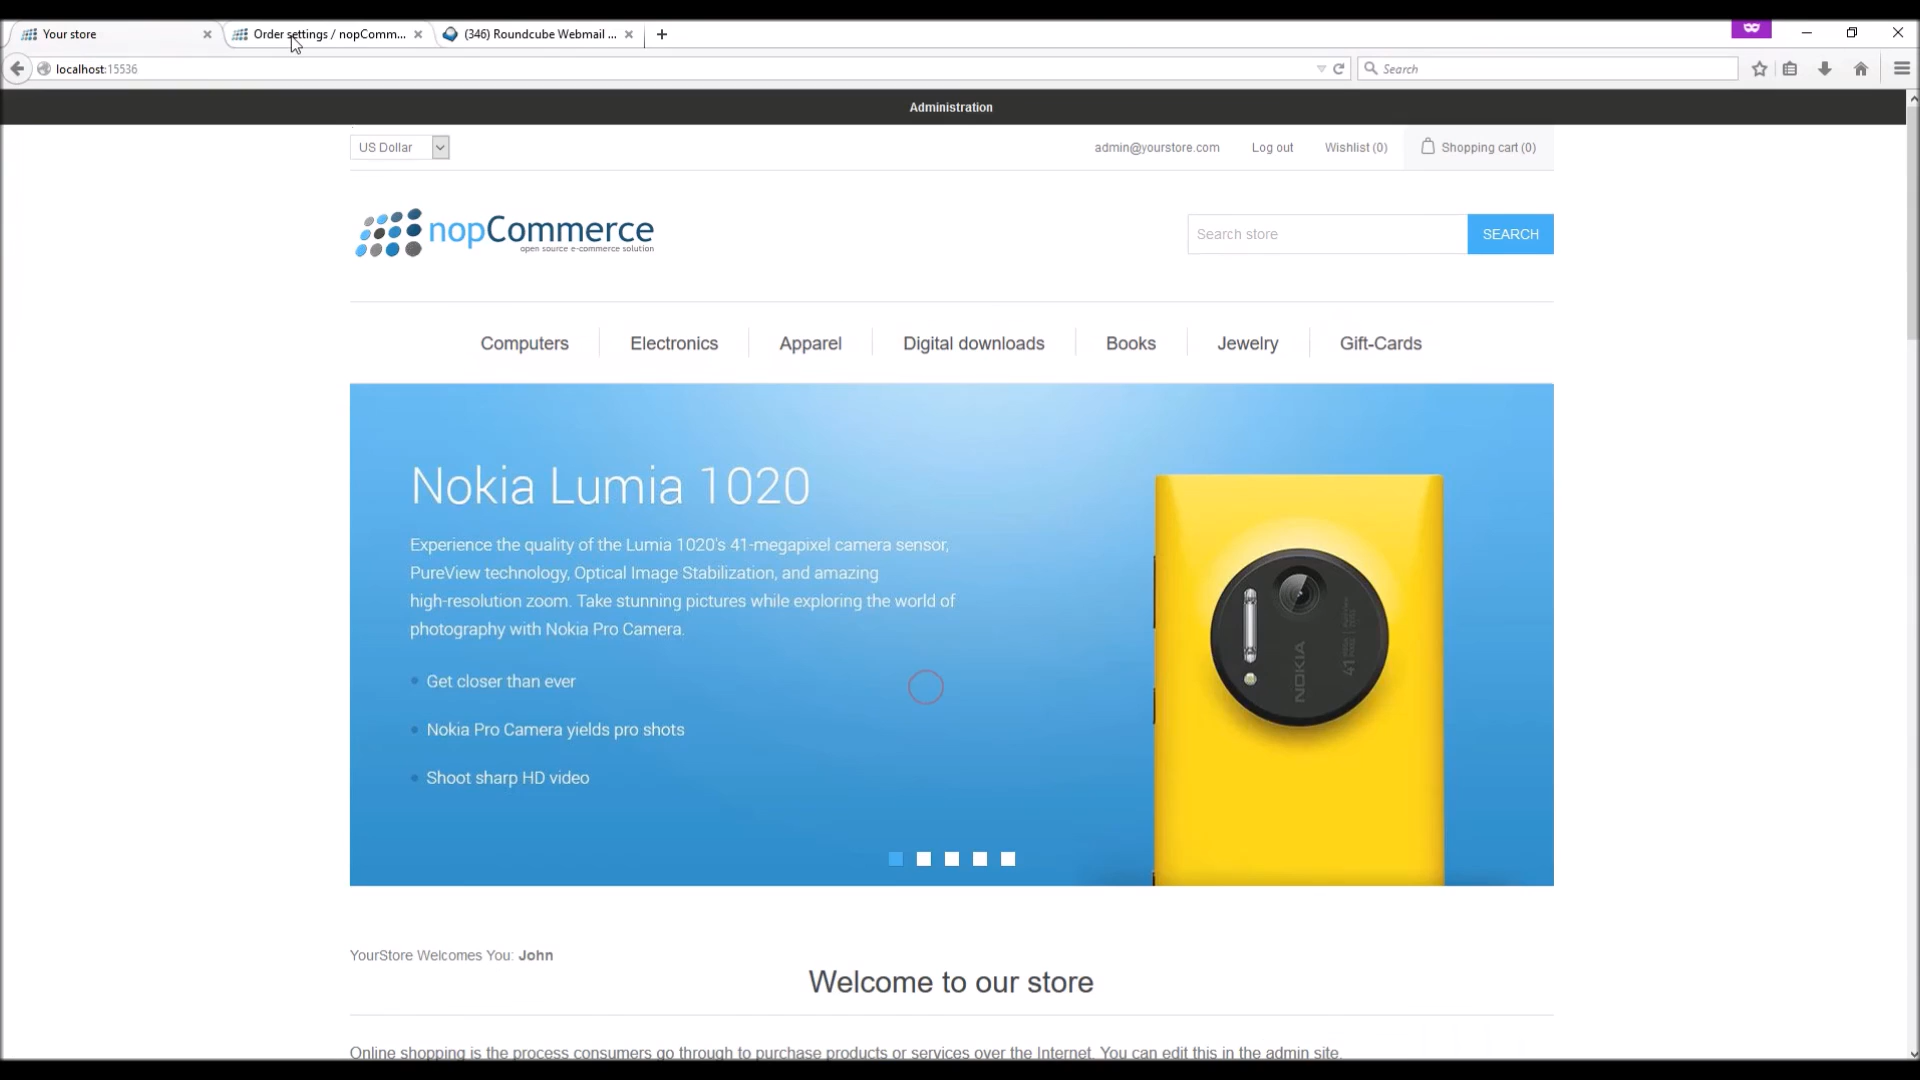 Your store
Order settings / nopComm...
(346) Roundcube Webmail ...
localhost:15536
Search
Administration
US Dollar
admin@yourstore.com
Log out
Wishlist (0)
Shopping cart (0)
nopCommerce
open source e-commerce solution
Search store
SEARCH
Computers
Electronics
Apparel
Digital downloads
Books
Jewelry
Gift-Cards
Nokia Lumia 1020
Experience the quality of the Lumia 1020's 41-megapixel camera sensor,
PureView technology, Optical Image Stabilization, and amazing
high-resolution zoom. Take stunning pictures while exploring the world of
photography with Nokia Pro Camera.
Get closer than ever
Nokia Pro Camera yields pro shots
Shoot sharp HD video
NOKIA
YourStore Welcomes You: John
Welcome to our store
Online shopping is the process consumers go through to purchase products or services over the Internet. You can edit this in the admin site.